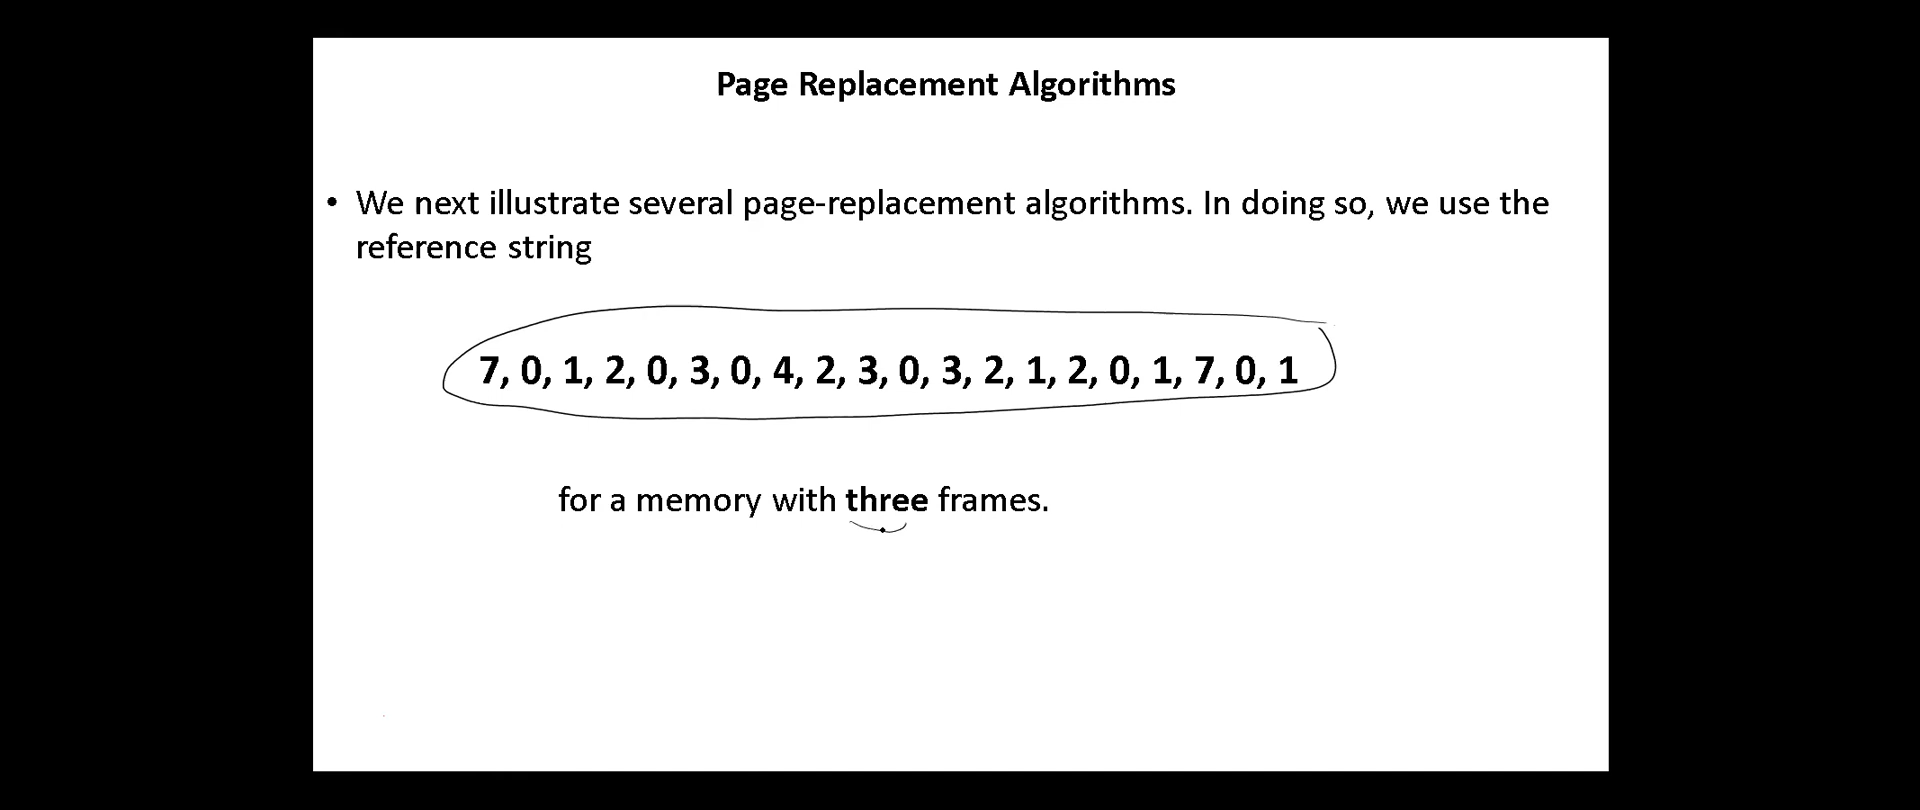 Page Replacement Algorithms
• We next illustrate several page-replacement algorithms. In doing so, we use the
reference string
7, 0, 1, 2, 0, 3, 0, 4, 2, 3, 0, 3, 2, 1, 2, 0, 1, 7, 0, 1
for a memory with three frames.